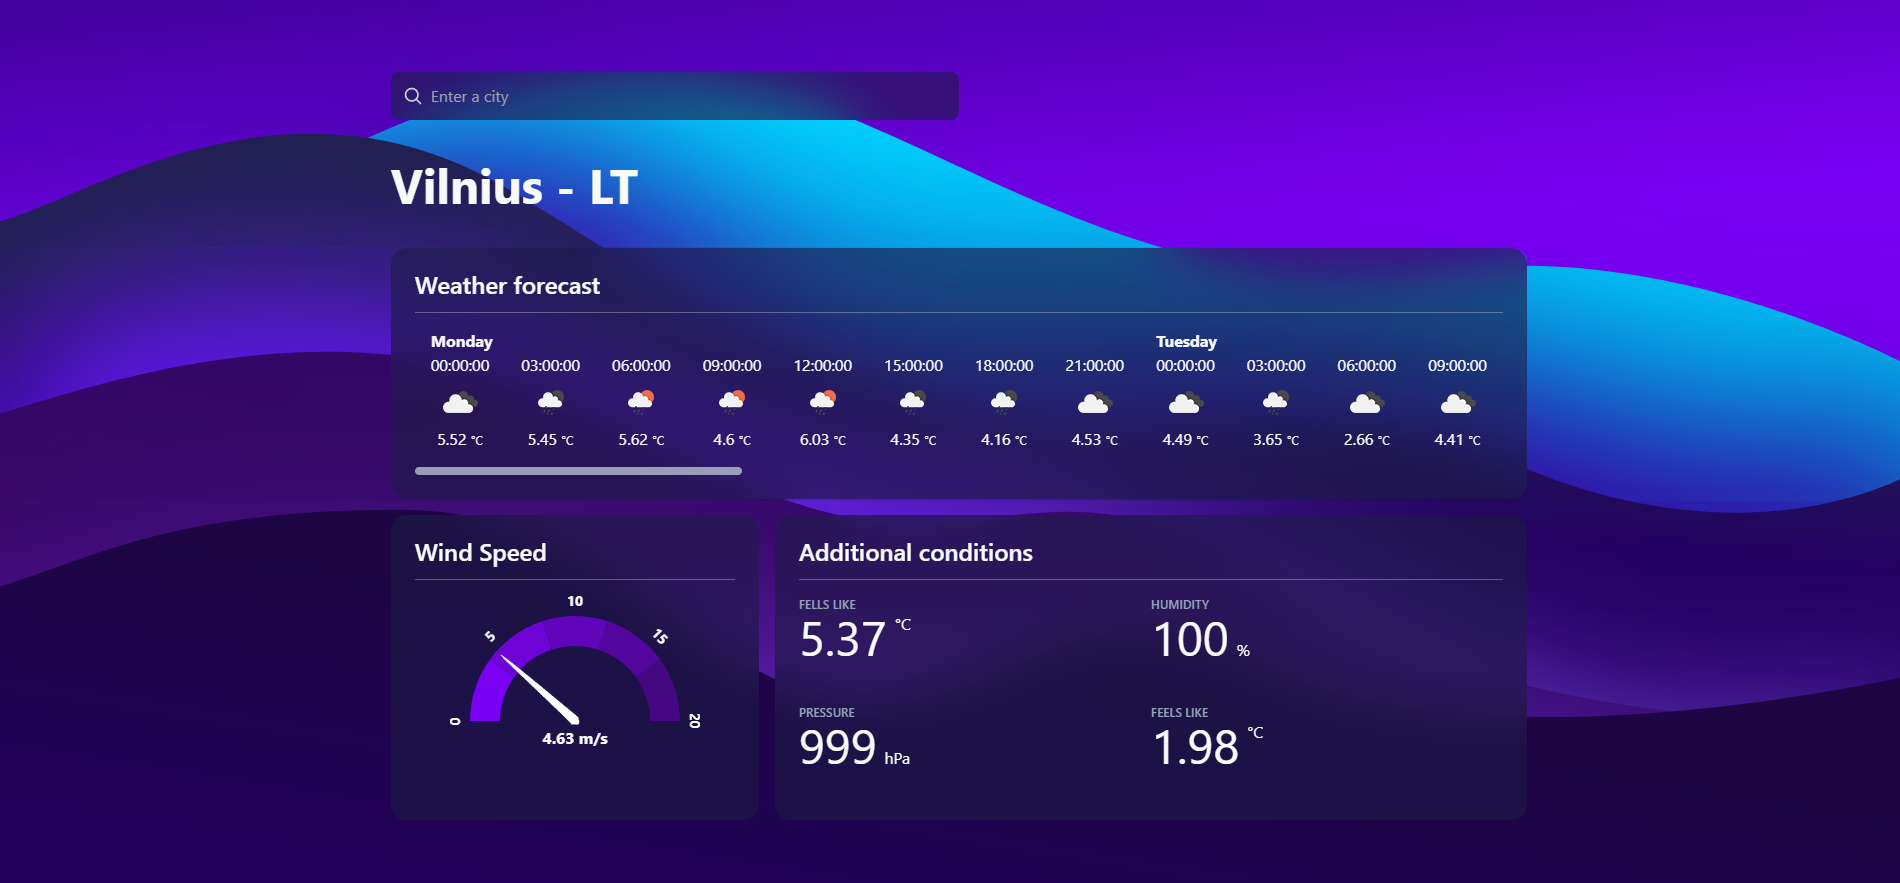 Enter a city
Vilnius - LT
Weather forecast
Monday Tuesday
00:00:00 03:00:00 06:00:00 09:00:00 12:00:00 15:00:00 18:00:00 21:00:00 00:00:00 03:00:00 06:00:00 09:00:00
5.52 °C 5.45 °C 5.62 °C 4.6 °C 6.03 °C 4.35 °C 4.16 °C 4.53 °C 4.49 °C 3.65 °C 2.66 °C 4.41 °C
Wind Speed
0 5 10 15 20
4.63 m/s
Additional conditions
FELLS LIKE
5.37 °C
HUMIDITY
100 %
PRESSURE
999 hPa
FEELS LIKE
1.98 °C